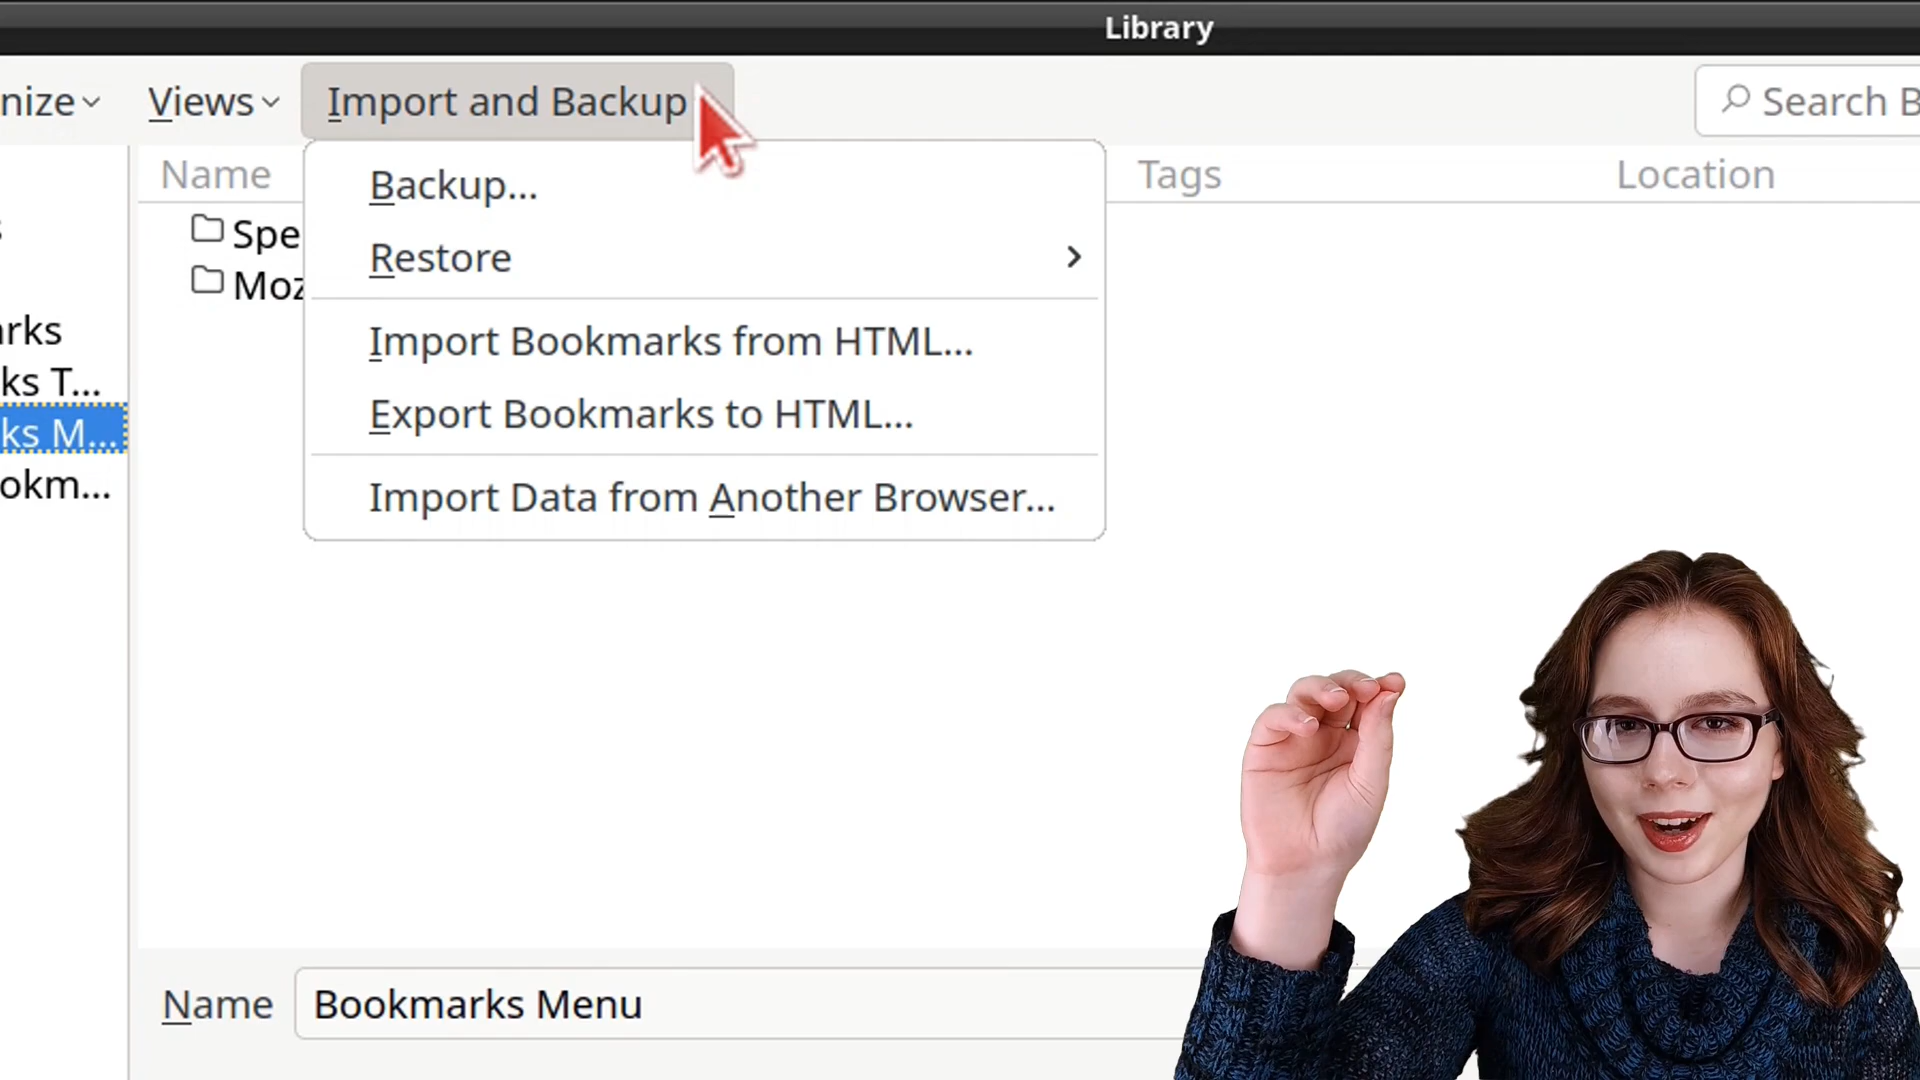 Library
nize
Views
Import and Backup
Search B
Name
Tags
Location
Backup...
Restore
Import Bookmarks from HTML...
Export Bookmarks to HTML...
Import Data from Another Browser...
Spe
Moz
rks
ks T...
ks M...
okm...
Name
Bookmarks Menu